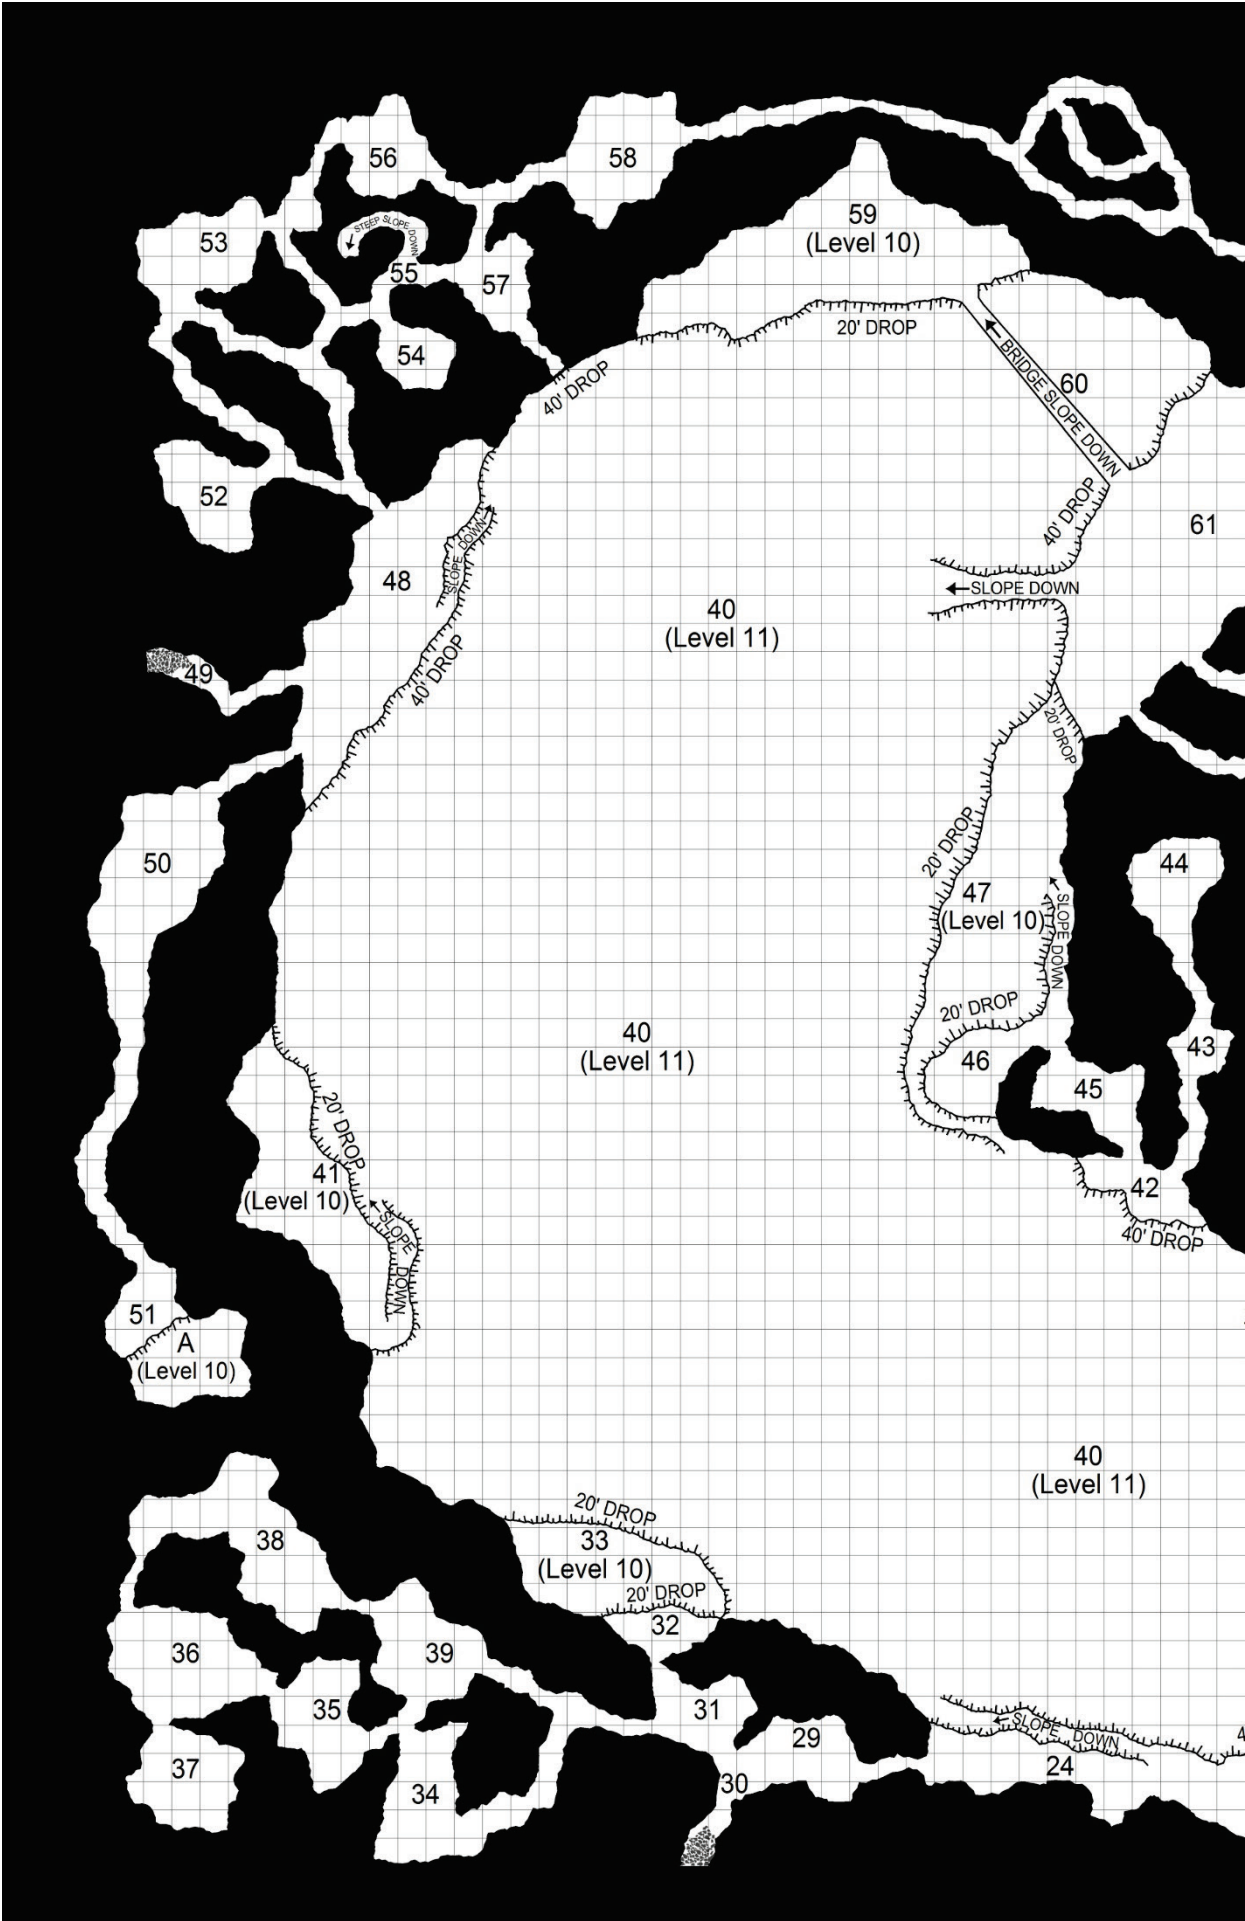 56
58
53
STEEP SLOPE DOWN
59
(Level 10)
55
57
20' DROP
54
40' DROP
BRIDGE SLOPE DOWN
60
52
40' DROP
61
SLOPE DOWN
48
SLOPE DOWN
40
(Level 11)
49
40' DROP
20' DROP
20' DROP
50
44
47
(Level 10)
SLOPE DOWN
20' DROP
40
(Level 11)
46
43
45
20' DROP
41
(Level 10)
42
SLOPE DOWN
40' DROP
51
A
(Level 10)
40
(Level 11)
20' DROP
38
33
(Level 10)
20' DROP
32
36
39
35
31
SLOPE DOWN
29
4
37
24
30
34